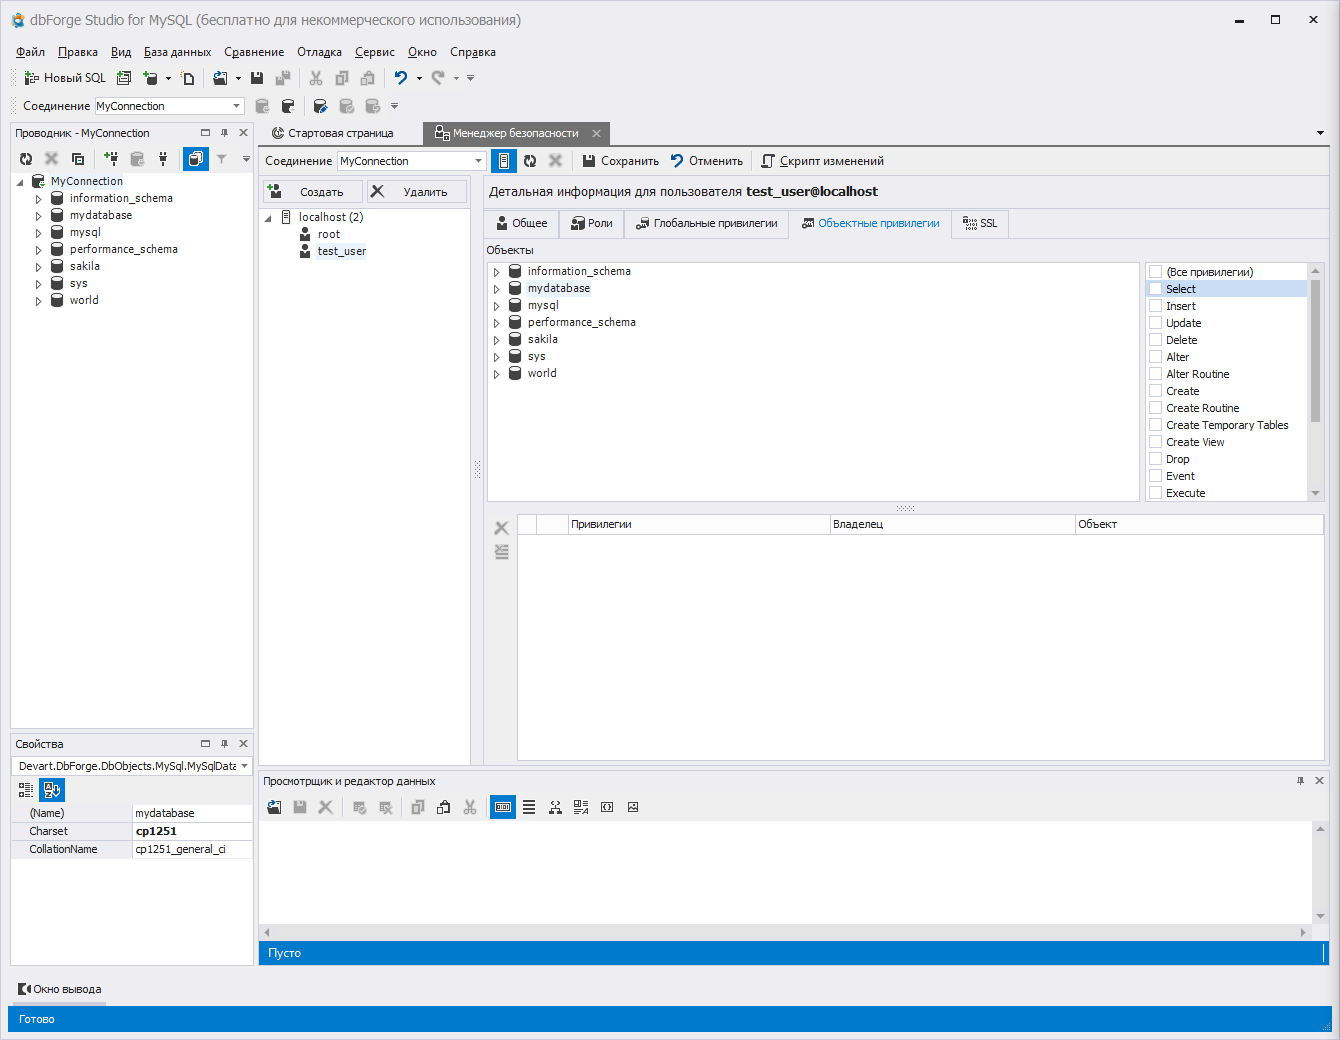 dbForge Studio for MySQL (бесплатно для некоммерческого использования)
Файл Правка Вид База данных Сравнение Отладка Сервис Окно Справка
Новый SQL
Соединение MyConnection
Проводник - MyConnection
MyConnection
information_schema
mydatabase
mysql
performance_schema
sakila
sys
world
Свойства
Devart.DbForge.DbObjects.MySql.MySqlData
(Name) mydatabase
Charset cp1251
CollationName cp1251_general_ci
Стартовая страница Менеджер безопасности
Соединение MyConnection Сохранить Отменить Скрипт изменений
Создать Удалить
localhost (2)
root
test_user
Детальная информация для пользователя test_user@localhost
Общее Роли Глобальные привилегии Объектные привилегии SSL
Объекты
information_schema
mydatabase
mysql
performance_schema
sakila
sys
world
(Все привилегии)
Select
Insert
Update
Delete
Alter
Alter Routine
Create
Create Routine
Create Temporary Tables
Create View
Drop
Event
Execute
Привилегии Владелец Объект
Просмотрщик и редактор данных
Пусто
Окно вывода
Готово